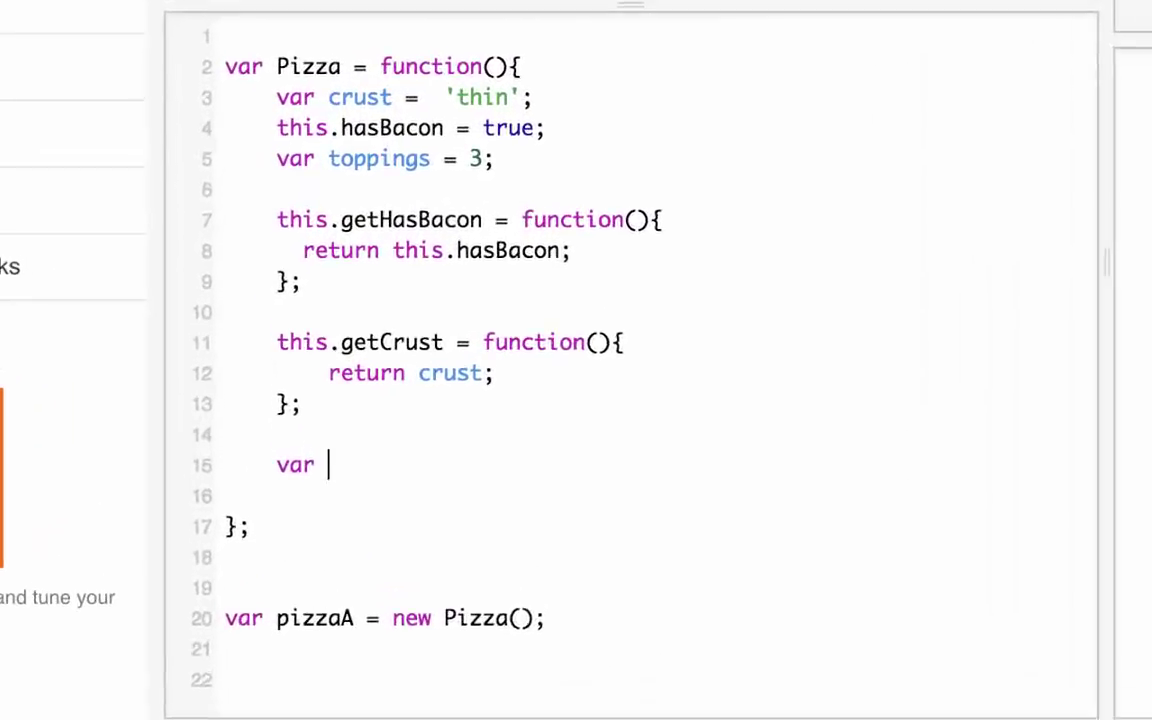 1
2 var Pizza = function(){
3 var crust =  'thin';
4 this.hasBacon = true;
5 var toppings = 3;
6
7 this.getHasBacon = function(){
ks
8 return this.hasBacon;
9 };
10
11 this.getCrust = function(){
12 return crust;
13 };
14
15 var
16
17 };
18
19
and tune your
20 var pizzaA = new Pizza();
21
22